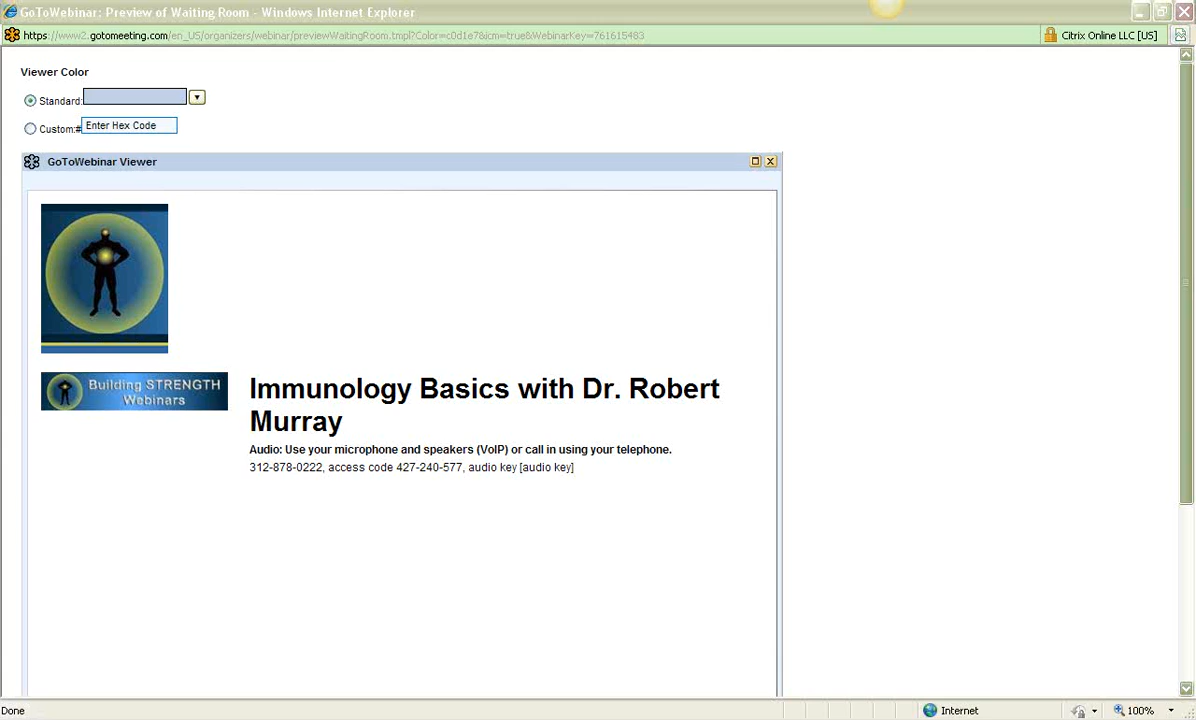 GoToWebinar: Preview of Waiting Room - Windows Internet Explorer
https://www2.gotomeeting.com/en_US/organizers/webinar/previewWaitingRoom.tmpl?Color=c0d1e7&icm=true&WebinarKey=761615483
Citrix Online LLC [US]
Viewer Color
Standard:
Custom:# Enter Hex Code
GoToWebinar Viewer
Building STRENGTH
Webinars
Immunology Basics with Dr. Robert
Murray
Audio: Use your microphone and speakers (VoIP) or call in using your telephone.
312-878-0222, access code 427-240-577, audio key [audio key]
Done
Internet
100%